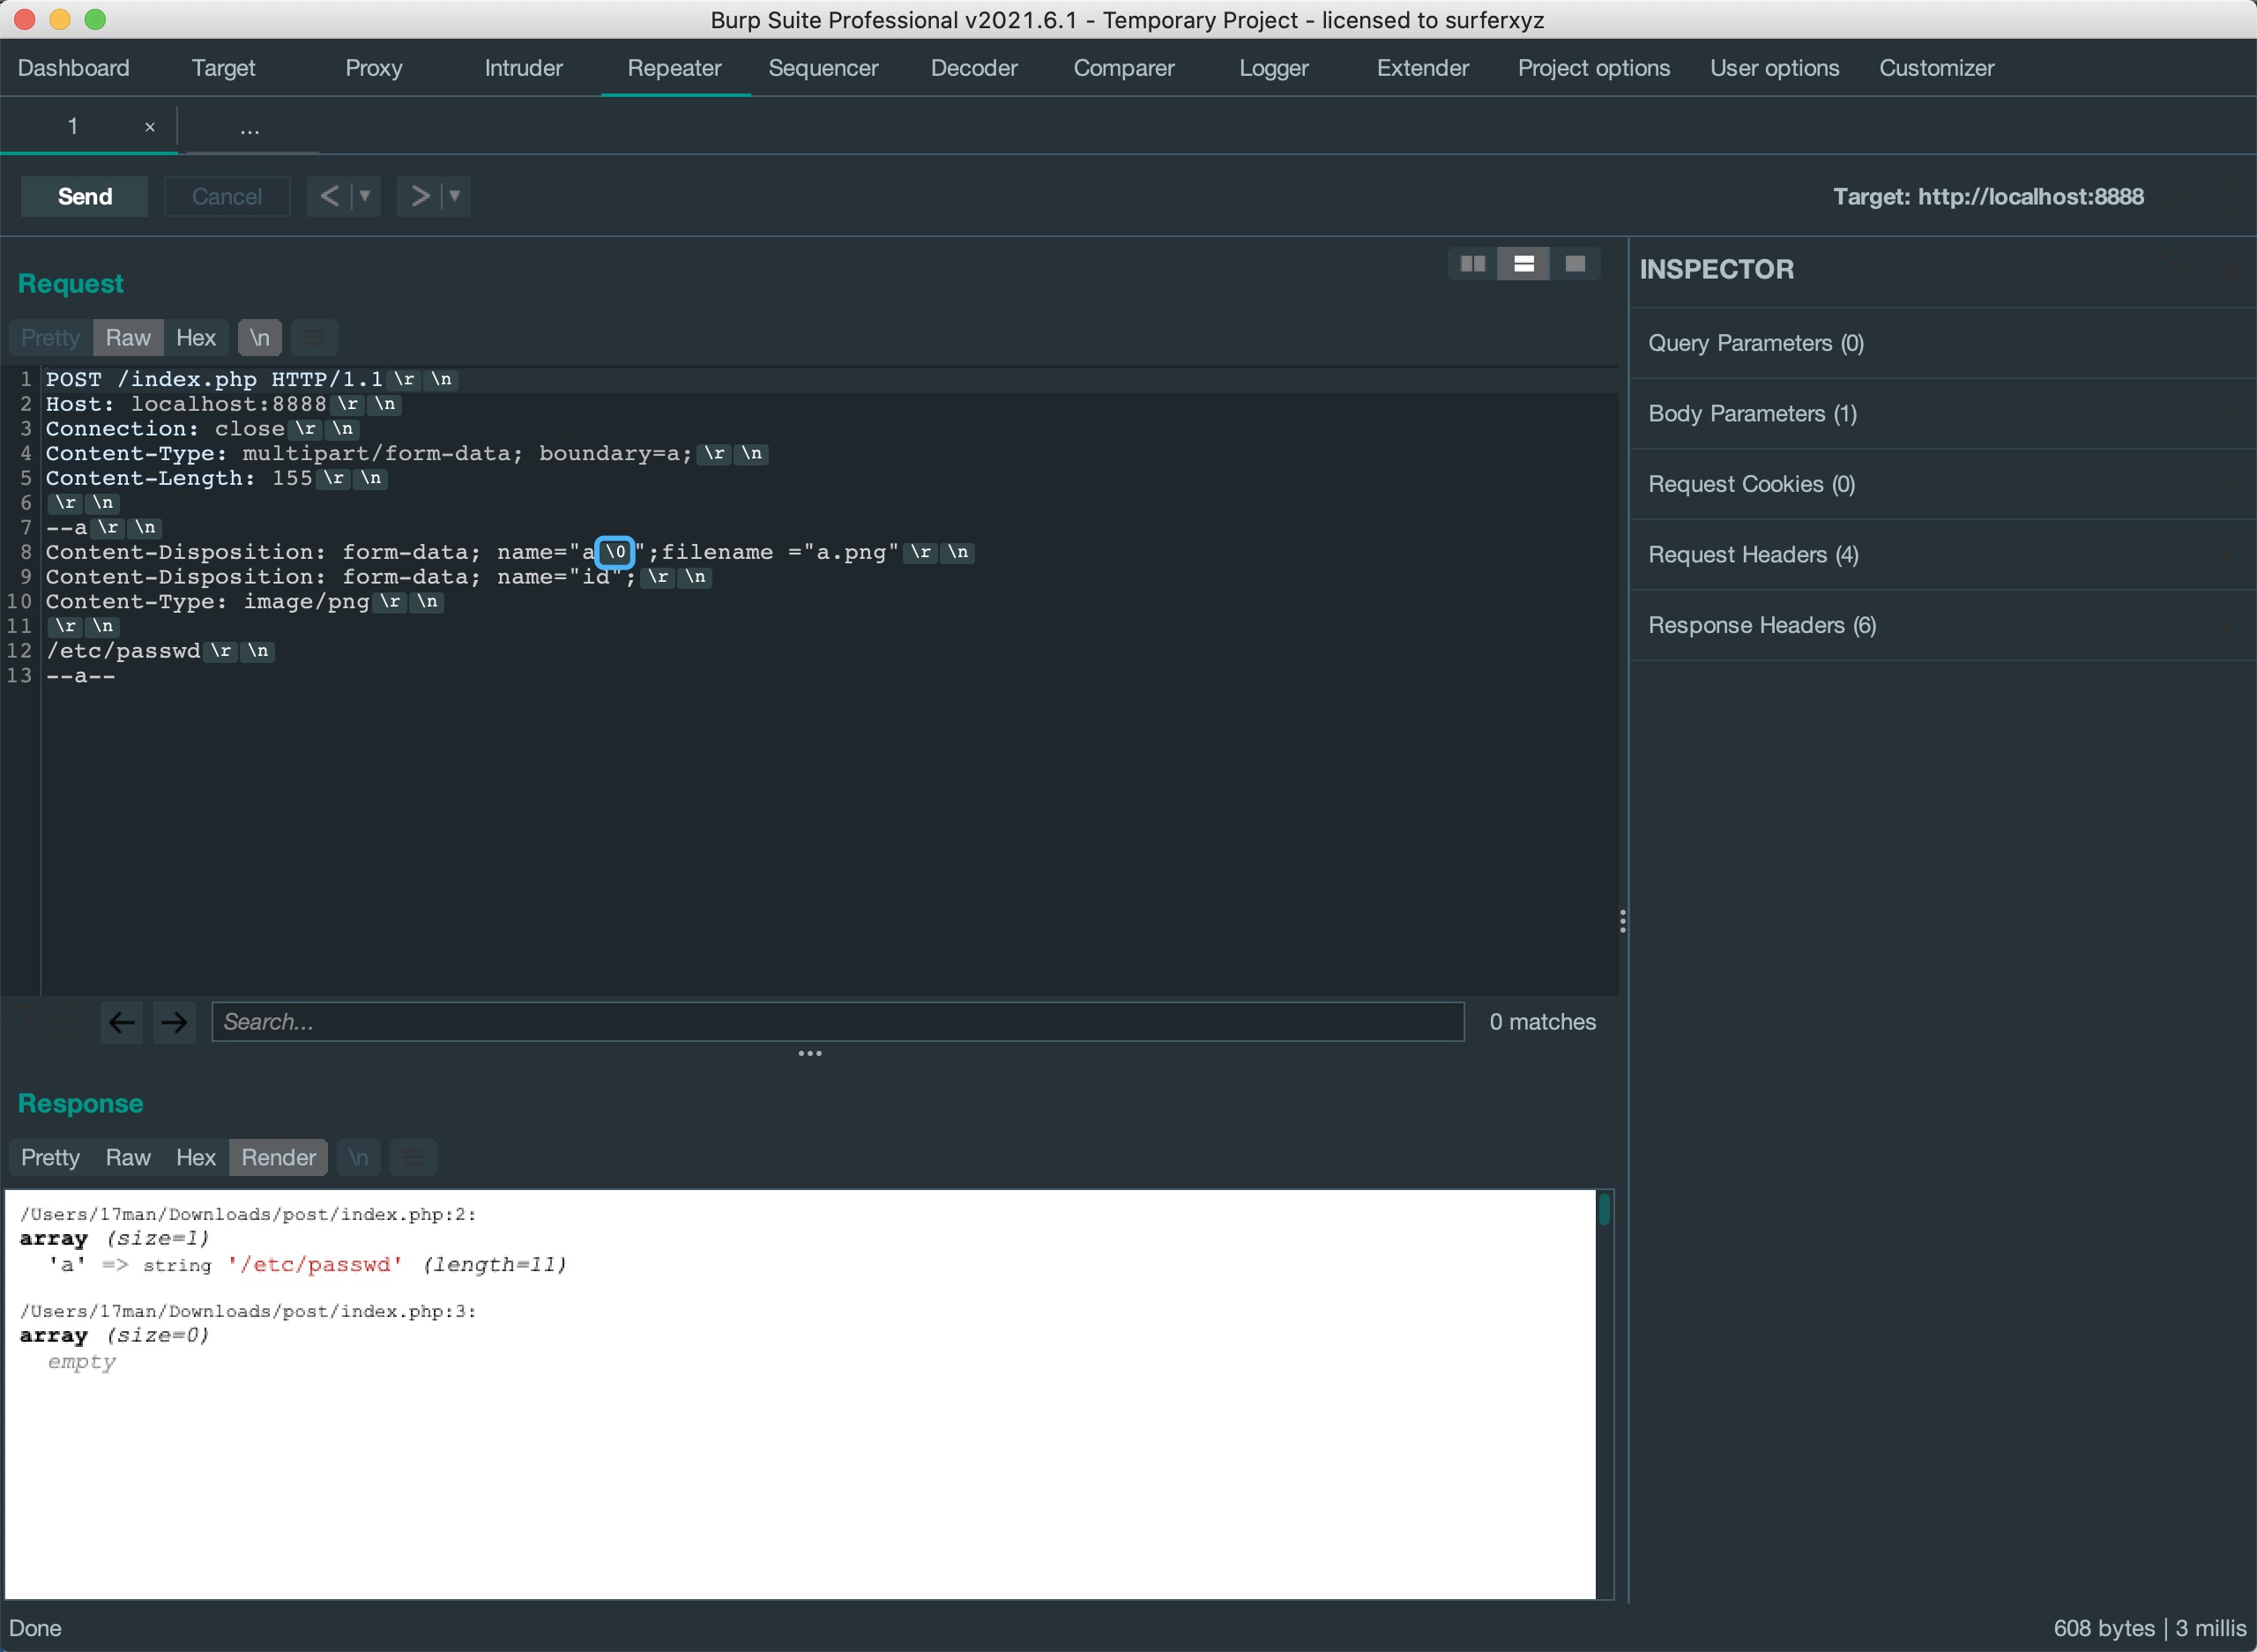 Burp Suite Professional v2021.6.1 - Temporary Project - licensed to surferxyz
Dashboard Target Proxy Intruder Repeater Sequencer Decoder Comparer Logger Extender Project options User options Customizer
1 × ...
Send Cancel < ▼ > ▼ Target: http://localhost:8888
Request
INSPECTOR
Pretty Raw Hex \n
Query Parameters (0)
Body Parameters (1)
Request Cookies (0)
Request Headers (4)
Response Headers (6)
1 POST /index.php HTTP/1.1 \r \n
2 Host: localhost:8888 \r \n
3 Connection: close \r \n
4 Content-Type: multipart/form-data; boundary=a; \r \n
5 Content-Length: 155 \r \n
6 \r \n
7 --a \r \n
8 Content-Disposition: form-data; name="a\0";filename ="a.png" \r \n
9 Content-Disposition: form-data; name="id"; \r \n
10 Content-Type: image/png \r \n
11 \r \n
12 /etc/passwd \r \n
13 --a--
Search... 0 matches
Response
Pretty Raw Hex Render \n
/Users/17man/Downloads/post/index.php:2:
array (size=1)
'a' => string '/etc/passwd' (length=11)
/Users/17man/Downloads/post/index.php:3:
array (size=0)
empty
Done 608 bytes | 3 millis